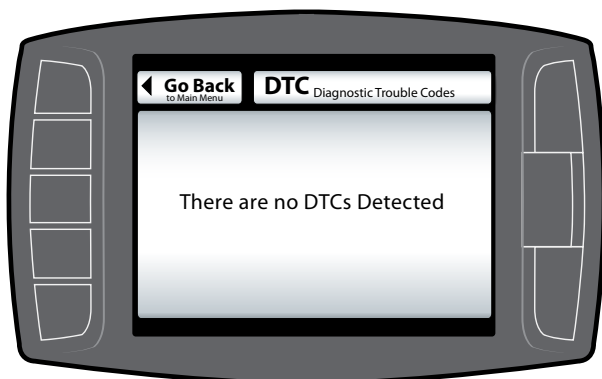 Go Back
to Main Menu
DTC Diagnostic Trouble Codes
There are no DTCs Detected